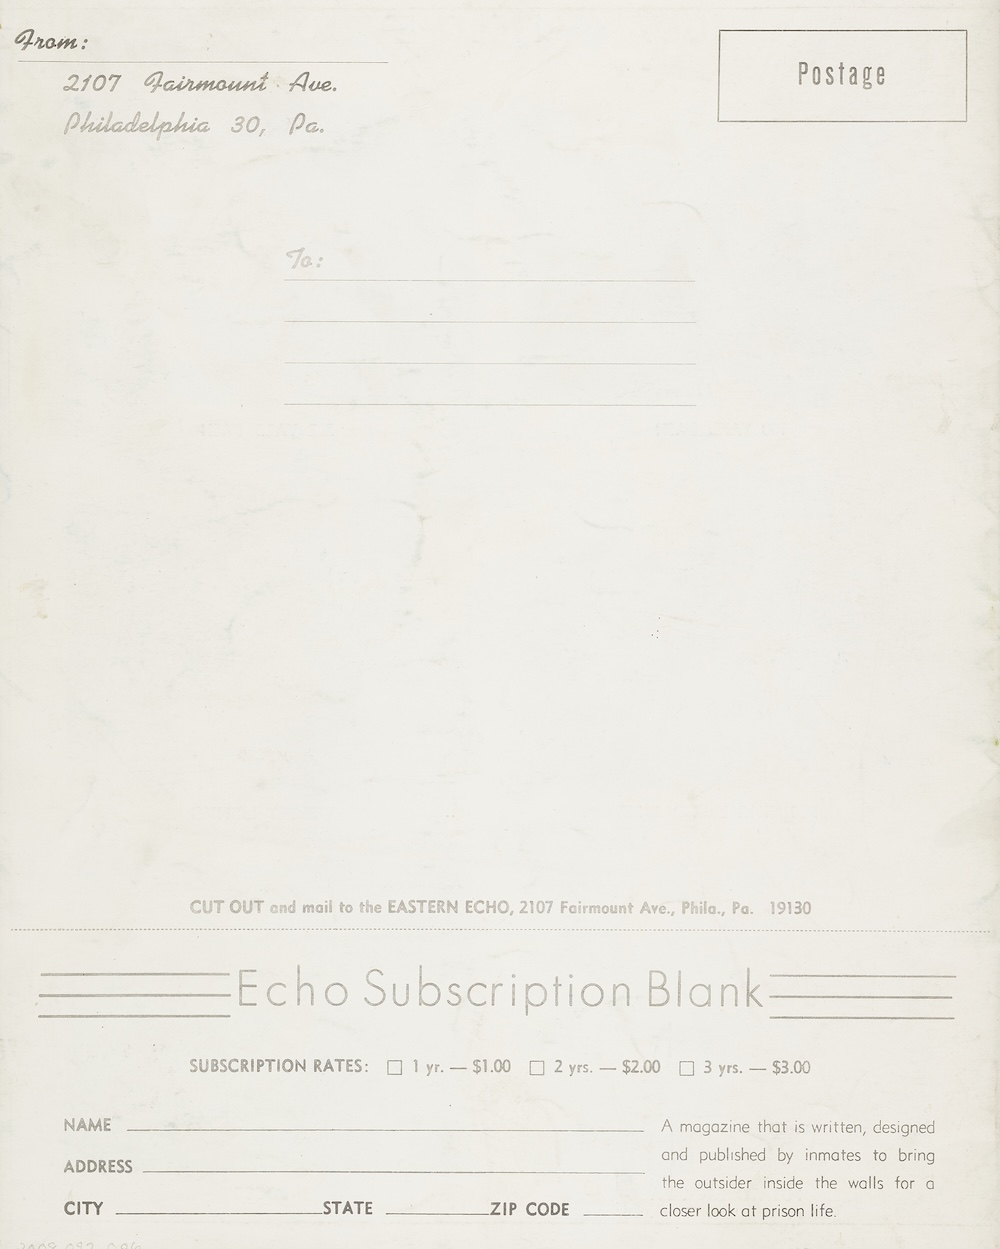 From:
2107 Fairmount Ave.
Philadelphia 30, Pa.
Postage
To:
CUT OUT and mail to the EASTERN ECHO, 2107 Fairmount Ave., Phila., Pa. 19130
Echo Subscription Blank
SUBSCRIPTION RATES: □ 1 yr. — $1.00 □ 2 yrs. — $2.00 □ 3 yrs. — $3.00
NAME
ADDRESS
CITY STATE ZIP CODE
A magazine that is written, designed
and published by inmates to bring
the outsider inside the walls for a
closer look at prison life.